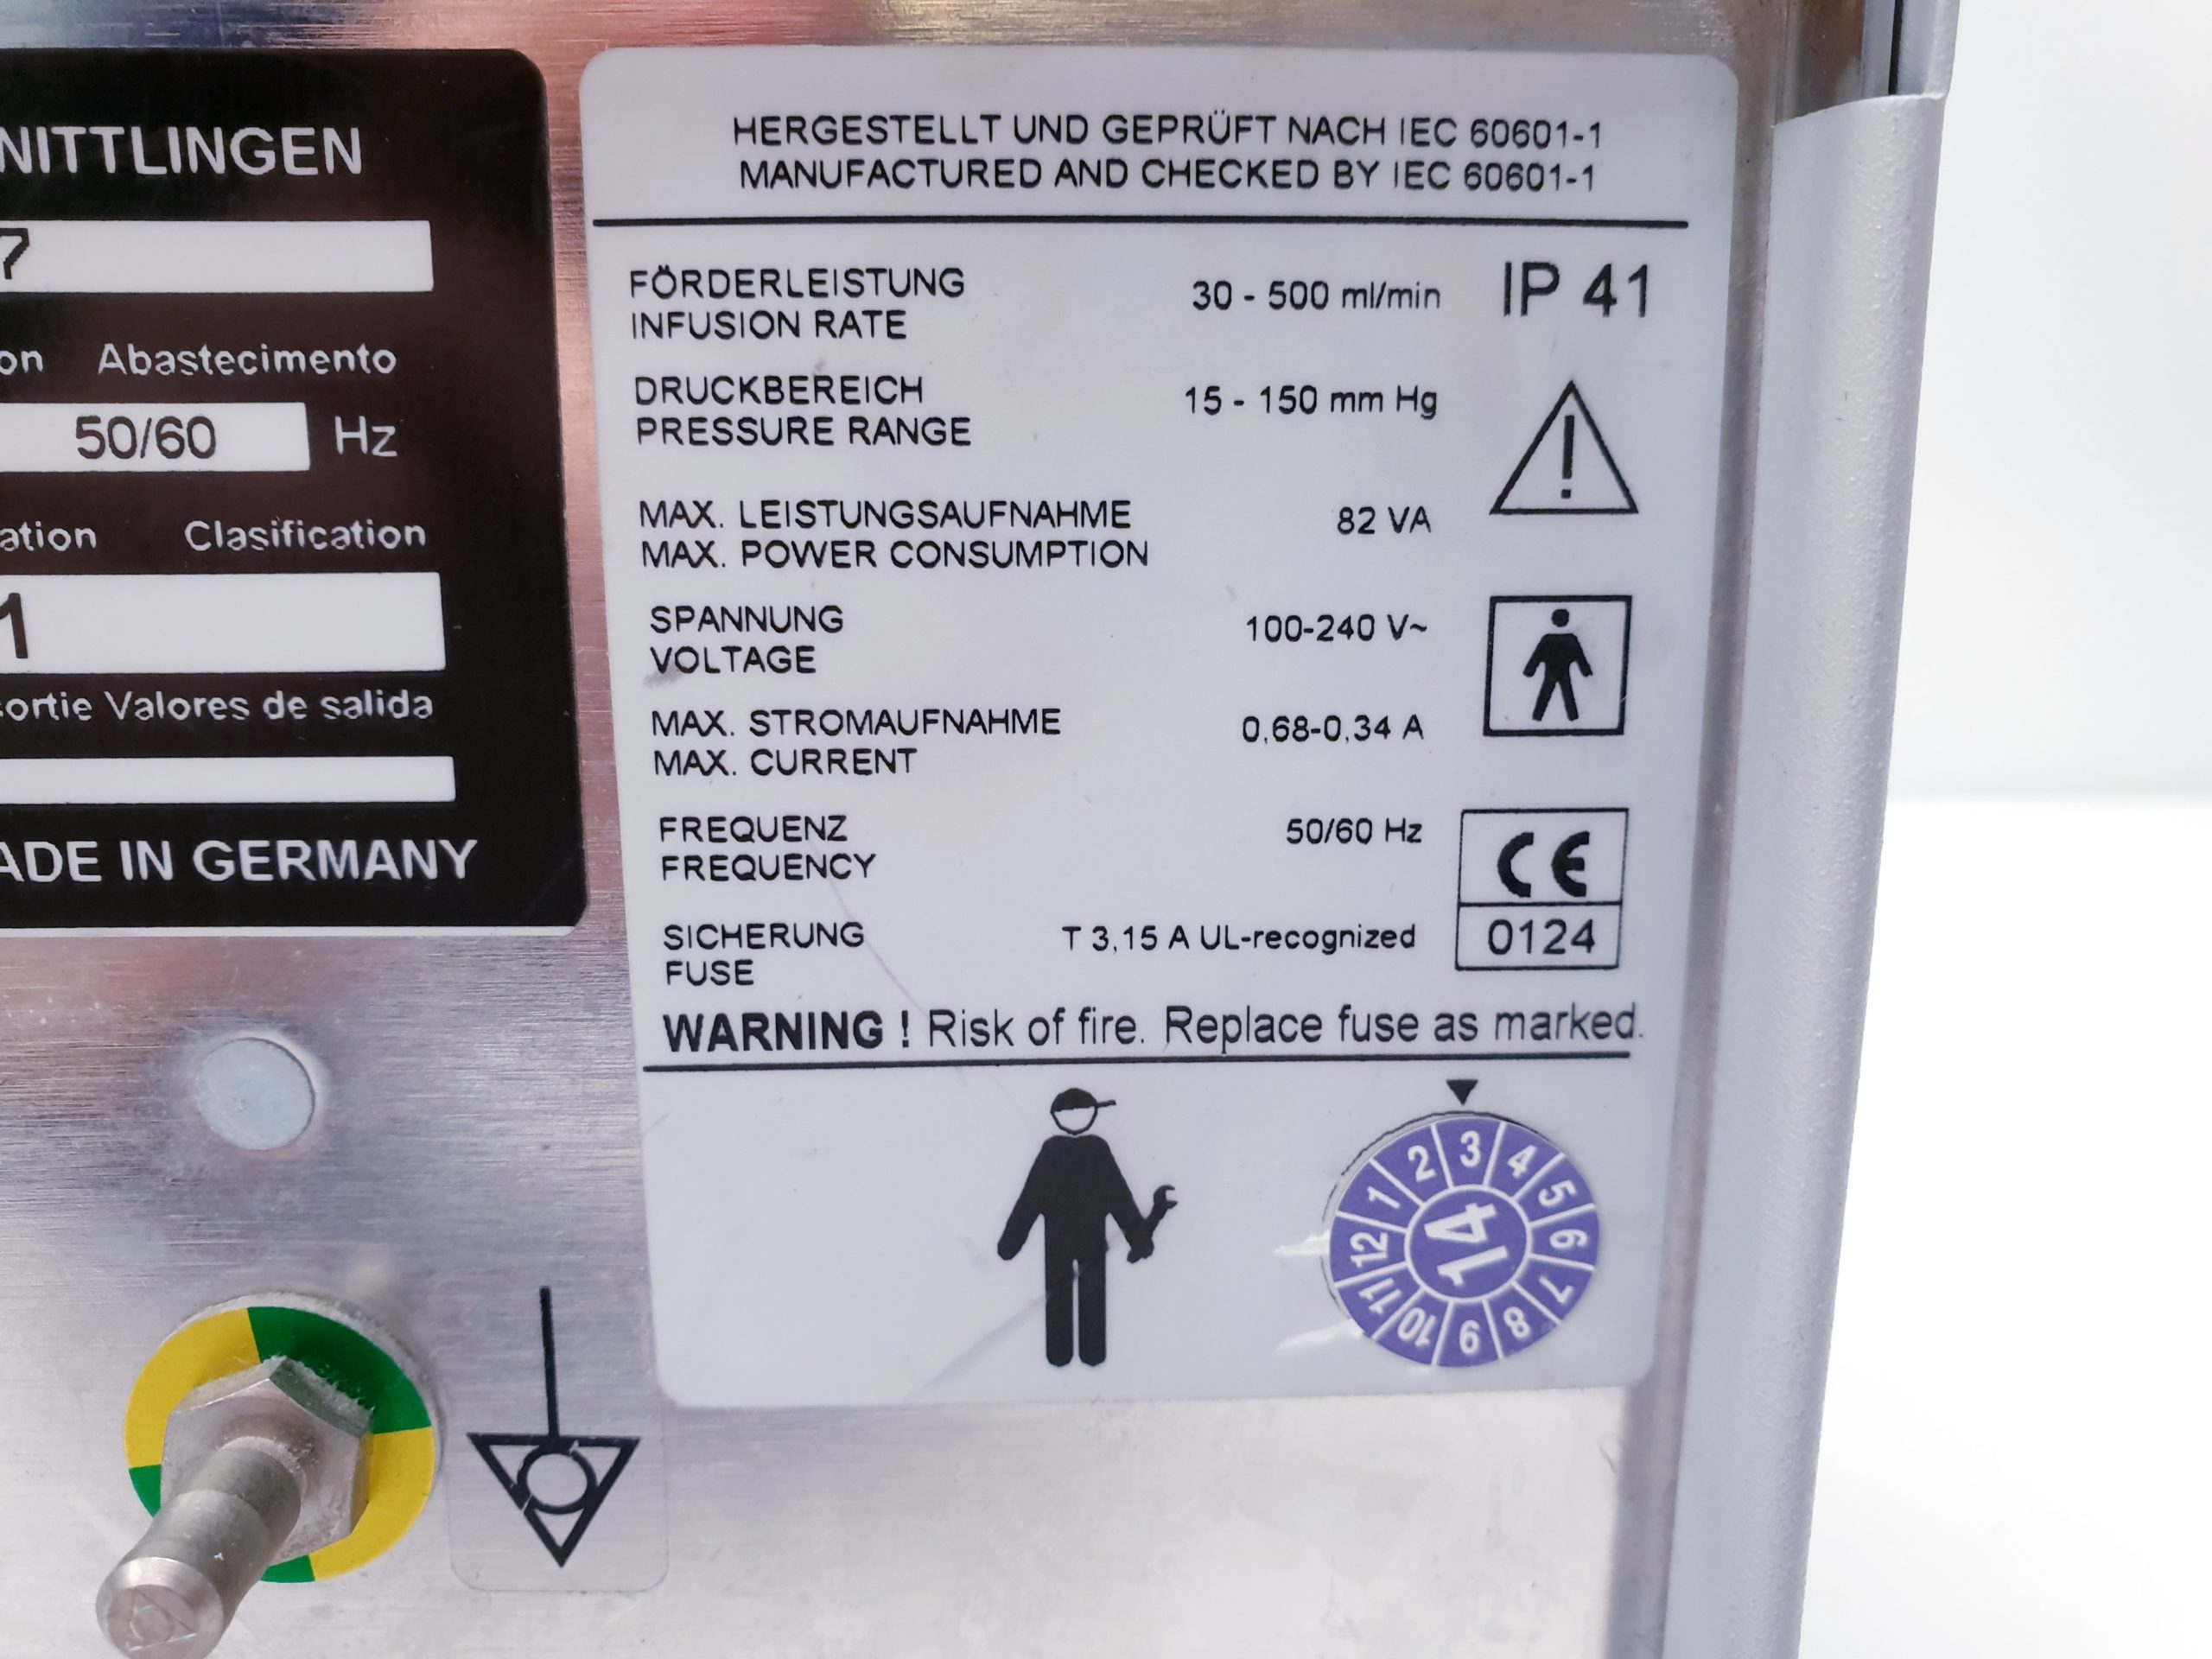 NITTLINGEN
7
on Abastecimento
50/60 Hz
ation Clasification
1
ortie Valores de salida
ADE IN GERMANY
HERGESTELLT UND GEPRÜFT NACH IEC 60601-1
MANUFACTURED AND CHECKED BY IEC 60601-1
FÖRDERLEISTUNG 30 - 500 ml/min IP 41
INFUSION RATE
DRUCKBEREICH 15 - 150 mm Hg
PRESSURE RANGE
MAX. LEISTUNGSAUFNAHME 82 VA
MAX. POWER CONSUMPTION
SPANNUNG 100-240 V~
VOLTAGE
MAX. STROMAUFNAHME 0,68-0,34 A
MAX. CURRENT
FREQUENZ 50/60 Hz
FREQUENCY
CE
SICHERUNG T 3,15 A UL-recognized 0124
FUSE
WARNING ! Risk of fire. Replace fuse as marked.
1 2 3 4 5 6 7 8 9 10 11 12
14